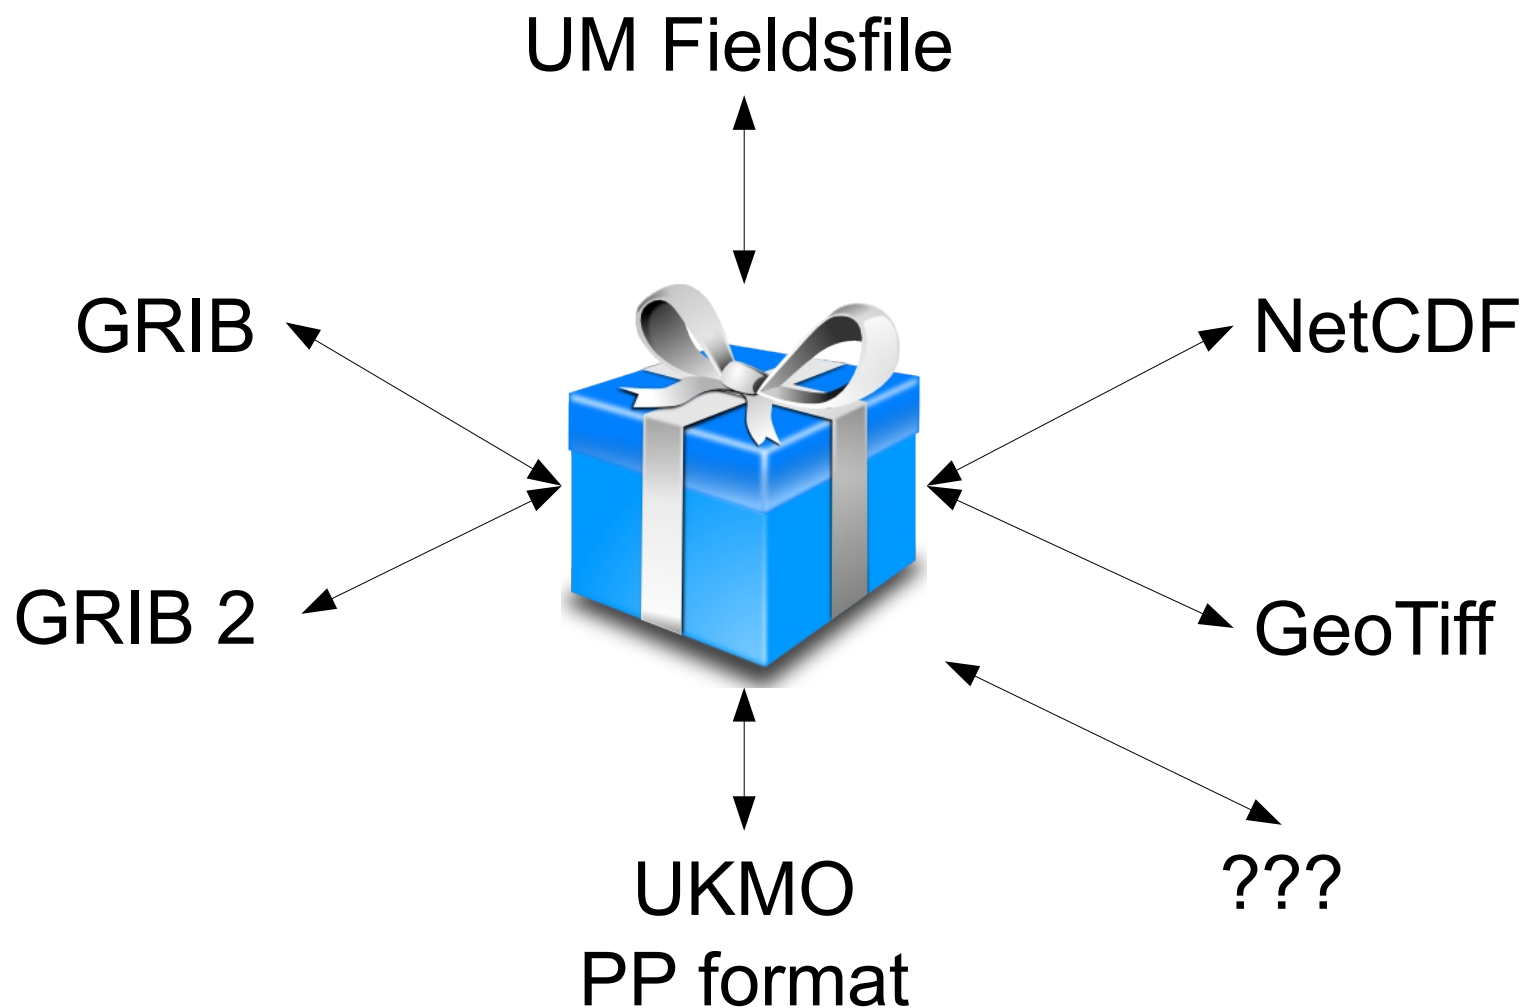 UM Fieldsfile
GRIB
NetCDF
GRIB 2
GeoTiff
UKMO
PP format
???